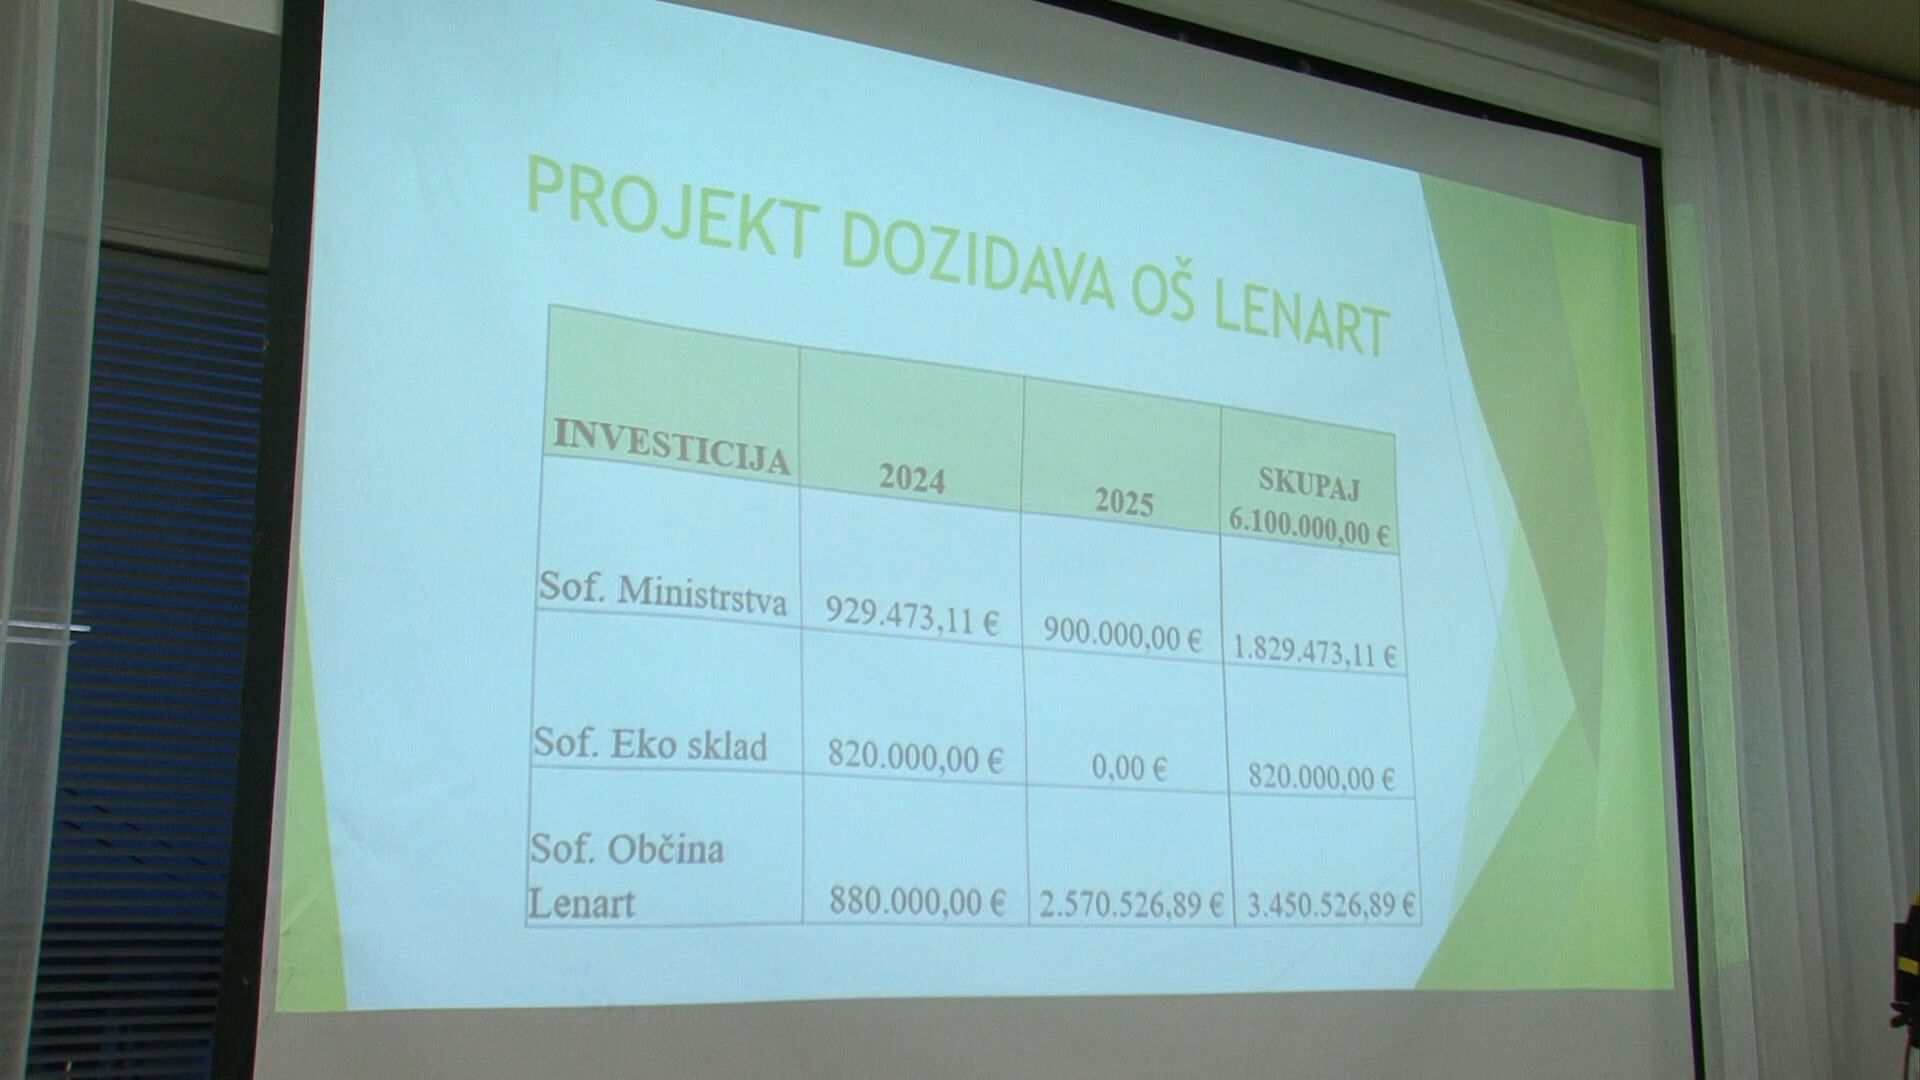 PROJEKT DOZIDAVA OŠ LENART
INVESTICIJA 2024 2025 SKUPAJ
6.100.000,00 €
Sof. Ministrstva 929.473,11 € 900.000,00 € 1.829.473,11 €
Sof. Eko sklad 820.000,00 € 0,00 € 820.000,00 €
Sof. Občina
Lenart 880.000,00 € 2.570.526,89 € 3.450.526,89 €